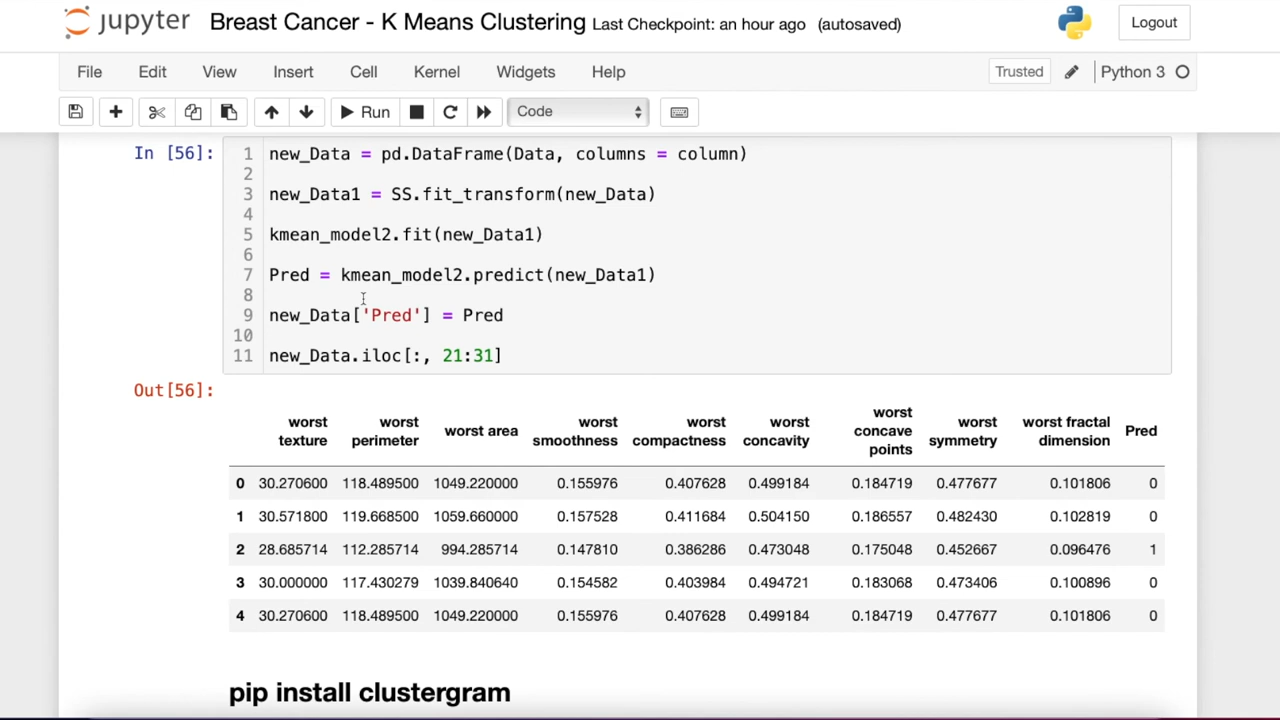 jupyter Breast Cancer - K Means Clustering Last Checkpoint: an hour ago (autosaved) Logout
File Edit View Insert Cell Kernel Widgets Help Trusted Python 3
Run Code
In [56]:
1 new_Data = pd.DataFrame(Data, columns = column)
2
3 new_Data1 = SS.fit_transform(new_Data)
4
5 kmean_model2.fit(new_Data1)
6
7 Pred = kmean_model2.predict(new_Data1)
8
9 new_Data['Pred'] = Pred
10
11 new_Data.iloc[:, 21:31]
Out[56]:
worst texture worst perimeter worst area worst smoothness worst compactness worst concavity worst concave points worst symmetry worst fractal dimension Pred
0 30.270600 118.489500 1049.220000 0.155976 0.407628 0.499184 0.184719 0.477677 0.101806 0
1 30.571800 119.668500 1059.660000 0.157528 0.411684 0.504150 0.186557 0.482430 0.102819 0
2 28.685714 112.285714 994.285714 0.147810 0.386286 0.473048 0.175048 0.452667 0.096476 1
3 30.000000 117.430279 1039.840640 0.154582 0.403984 0.494721 0.183068 0.473406 0.100896 0
4 30.270600 118.489500 1049.220000 0.155976 0.407628 0.499184 0.184719 0.477677 0.101806 0
pip install clustergram